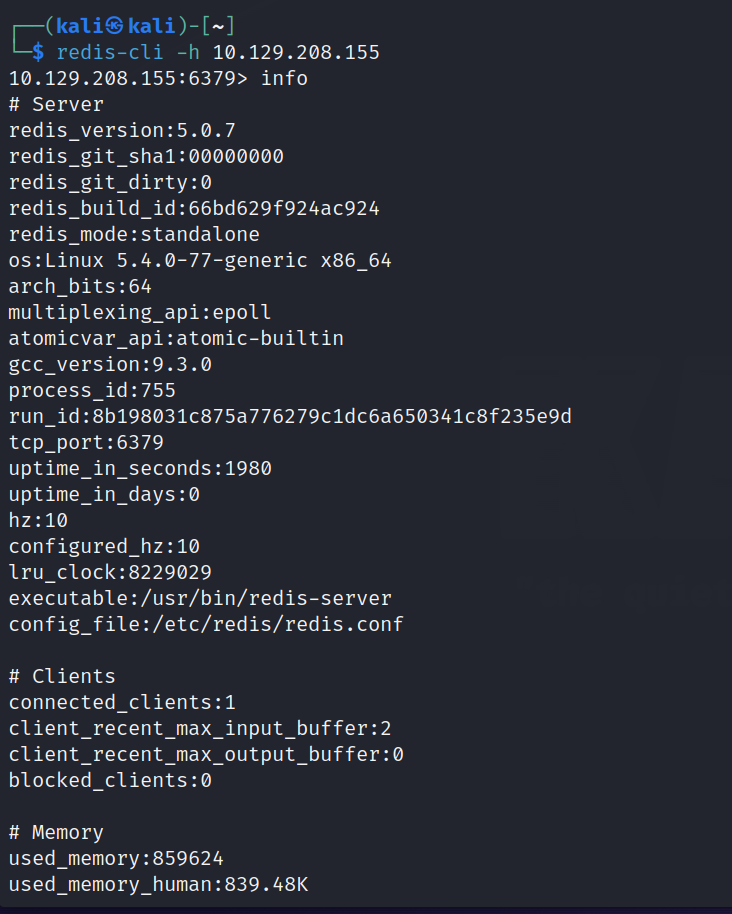 ┌──(kali㉿kali)-[~]
└─$ redis-cli -h 10.129.208.155
10.129.208.155:6379> info
# Server
redis_version:5.0.7
redis_git_sha1:00000000
redis_git_dirty:0
redis_build_id:66bd629f924ac924
redis_mode:standalone
os:Linux 5.4.0-77-generic x86_64
arch_bits:64
multiplexing_api:epoll
atomicvar_api:atomic-builtin
gcc_version:9.3.0
process_id:755
run_id:8b198031c875a776279c1dc6a650341c8f235e9d
tcp_port:6379
uptime_in_seconds:1980
uptime_in_days:0
hz:10
configured_hz:10
lru_clock:8229029
executable:/usr/bin/redis-server
config_file:/etc/redis/redis.conf

# Clients
connected_clients:1
client_recent_max_input_buffer:2
client_recent_max_output_buffer:0
blocked_clients:0

# Memory
used_memory:859624
used_memory_human:839.48K